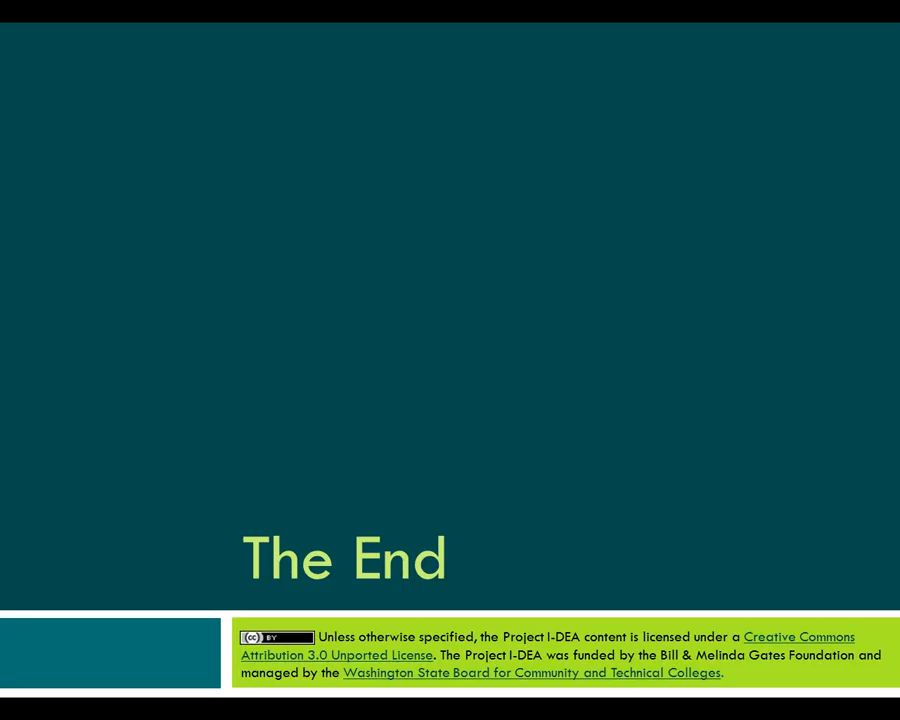 The End
(cc) BY Unless otherwise specified, the Project I-DEA content is licensed under a Creative Commons
Attribution 3.0 Unported License. The Project I-DEA was funded by the Bill & Melinda Gates Foundation and
managed by the Washington State Board for Community and Technical Colleges.